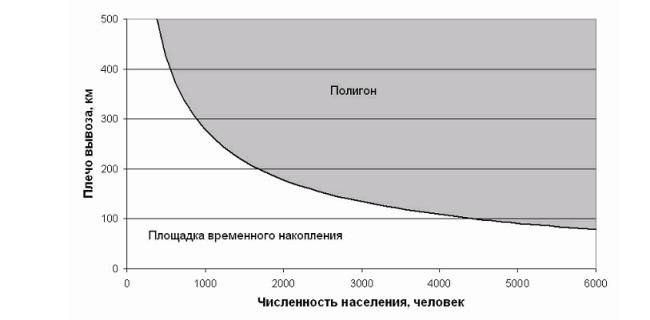 500
400
300
200
100
0
Плечо вывоза, км
Полигон
Площадка временного накопления
0 1000 2000 3000 4000 5000 6000
Численность населения, человек